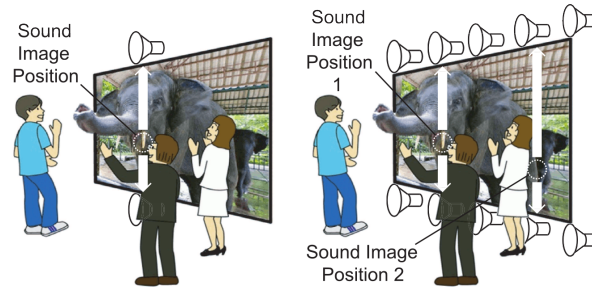 Sound
Image
Position
Sound
Image
Position
1
Sound Image
Position 2